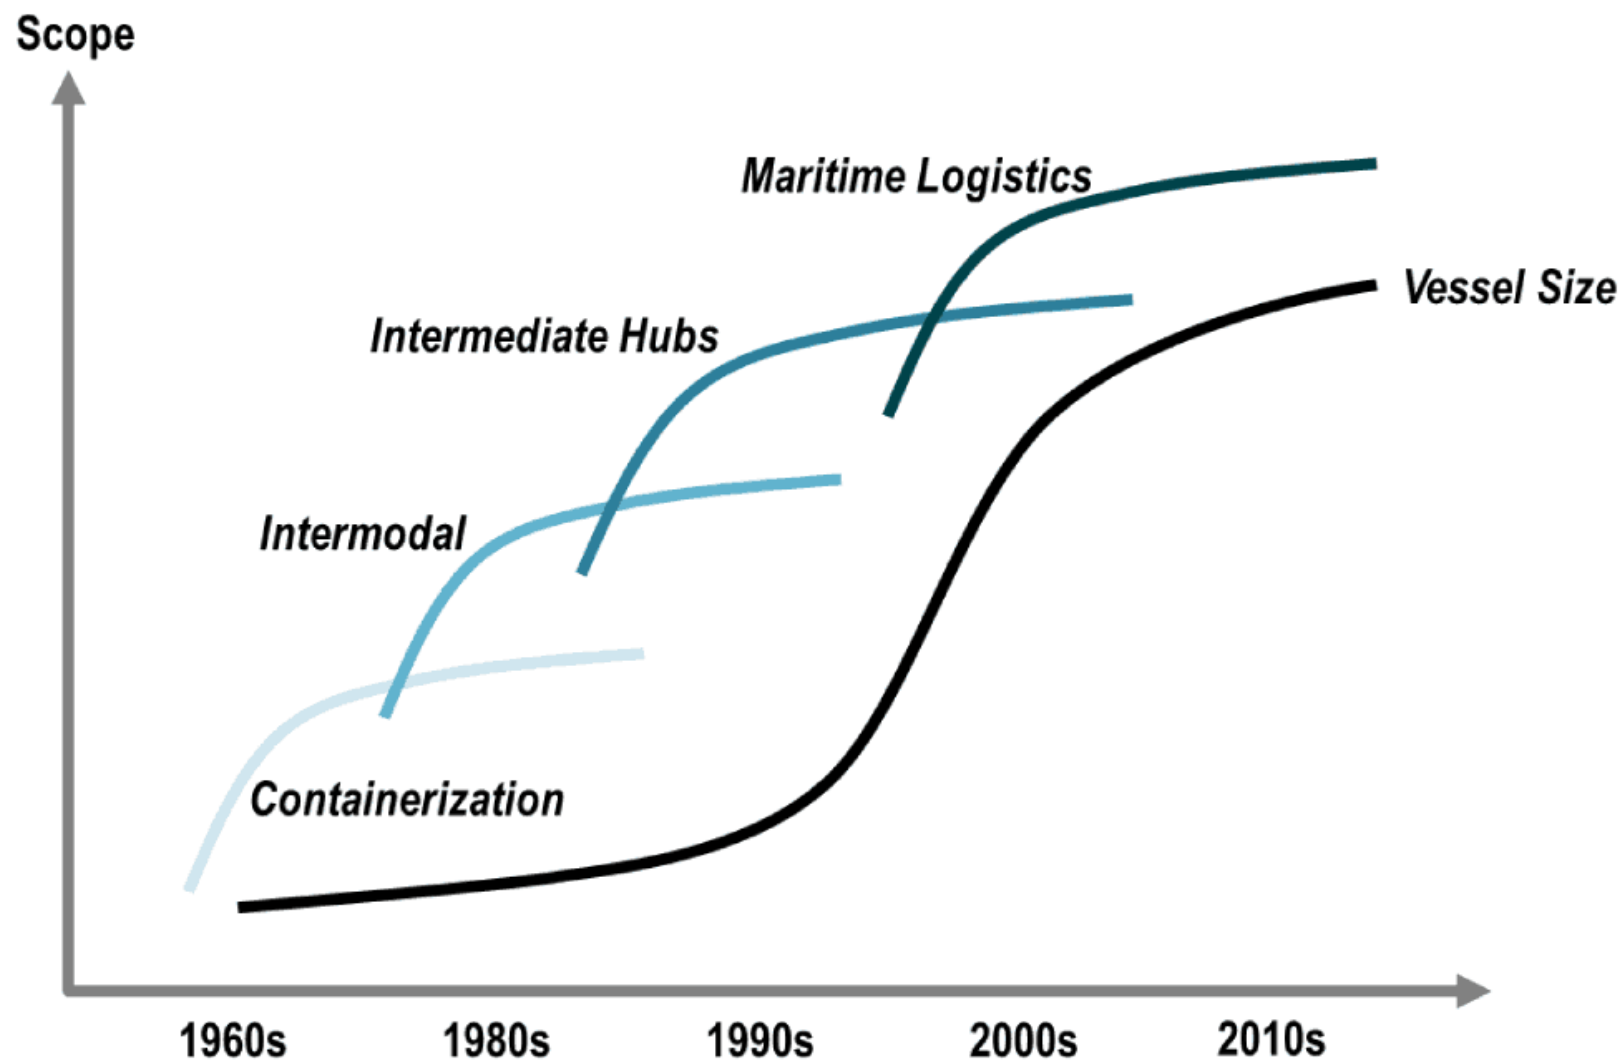 Scope
Maritime Logistics
Vessel Size
Intermediate Hubs
Intermodal
Containerization
1960s 1980s 1990s 2000s 2010s